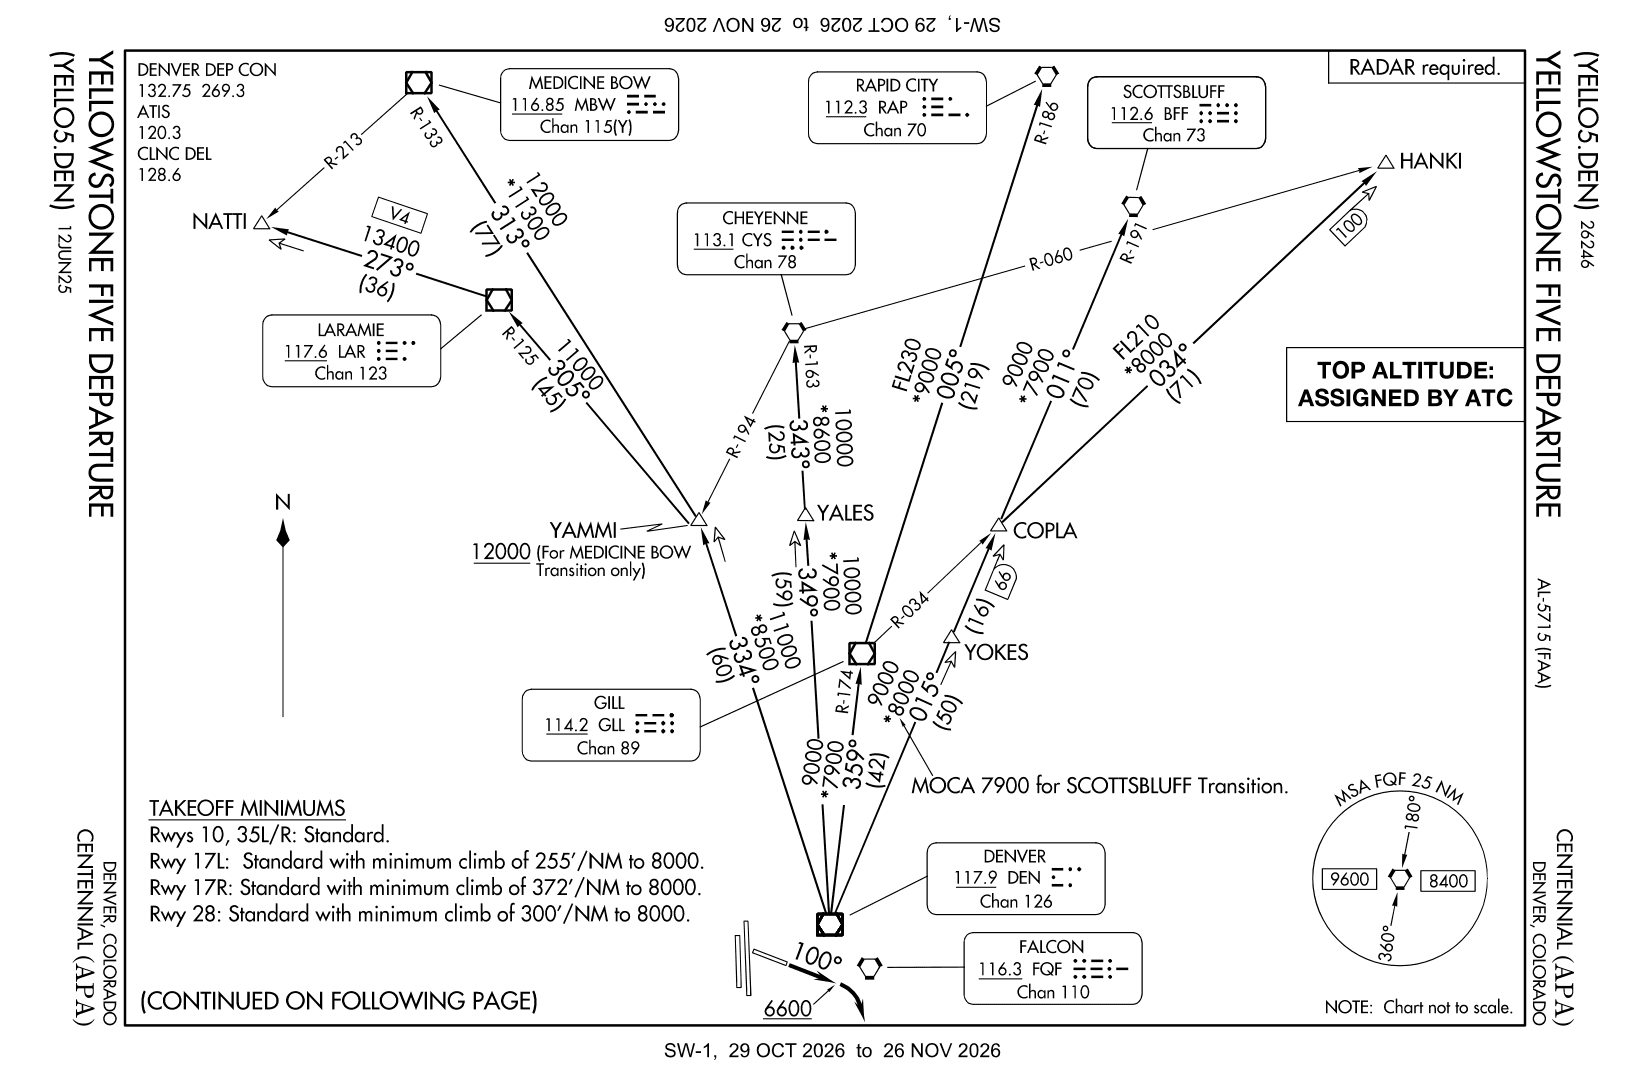 SW-1, 29 OCT 2026 to 26 NOV 2026
(YELLO5.DEN) 12JUN25
YELLOWSTONE FIVE DEPARTURE
DENVER DEP CON
132.75 269.3
ATIS
120.3
CLNC DEL
128.6
MEDICINE BOW
116.85 MBW
Chan 115(Y)
RAPID CITY
112.3 RAP
Chan 70
SCOTTSBLUFF
112.6 BFF
Chan 73
RADAR required.
YELLOWSTONE FIVE DEPARTURE
(YELLO5.DEN) 26246
R-213
R-133
R-186
HANKI
100
NATTI
V4
13400
273°
(36)
12000
*11300
313°
(77)
CHEYENNE
113.1 CYS
Chan 78
R-060
R-191
LARAMIE
117.6 LAR
Chan 123
R-125
11000
305°
(45)
R-163
R-194
10000
*8600
343°
(25)
FL230
*9000
005°
(219)
9000
*7900
011°
(70)
FL210
*8000
034°
(71)
TOP ALTITUDE:
ASSIGNED BY ATC
N
YAMMI
12000 (For MEDICINE BOW
Transition only)
YALES
COPLA
10000
*7900
349°
(59)
R-034
66
(16)
YOKES
11000
*8500
334°
(60)
GILL
114.2 GLL
Chan 89
R-174
9000
*8000
015°
(50)
9000
*7900
359°
(42)
MOCA 7900 for SCOTTSBLUFF Transition.
AL-5715 (FAA)
TAKEOFF MINIMUMS
Rwys 10, 35L/R: Standard.
Rwy 17L: Standard with minimum climb of 255'/NM to 8000.
Rwy 17R: Standard with minimum climb of 372'/NM to 8000.
Rwy 28: Standard with minimum climb of 300'/NM to 8000.
DENVER
117.9 DEN
Chan 126
FALCON
116.3 FQF
Chan 110
100°
6600
MSA FQF 25 NM
180°
9600
8400
360°
(CONTINUED ON FOLLOWING PAGE)
NOTE: Chart not to scale.
DENVER, COLORADO
CENTENNIAL (APA)
CENTENNIAL (APA)
DENVER, COLORADO
SW-1, 29 OCT 2026 to 26 NOV 2026